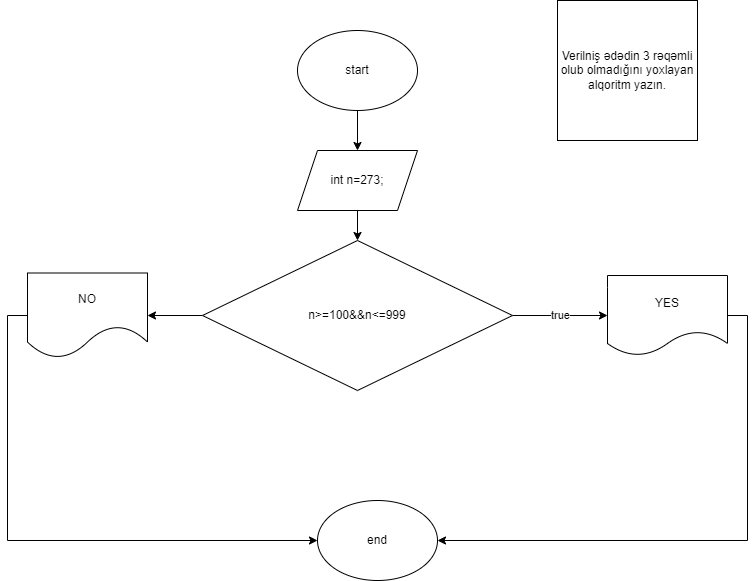 start
Verilniş ədədin 3 rəqəmli
olub olmadığını yoxlayan
alqoritm yazın.
int n=273;
NO
n>=100&&n<=999
true
YES
end